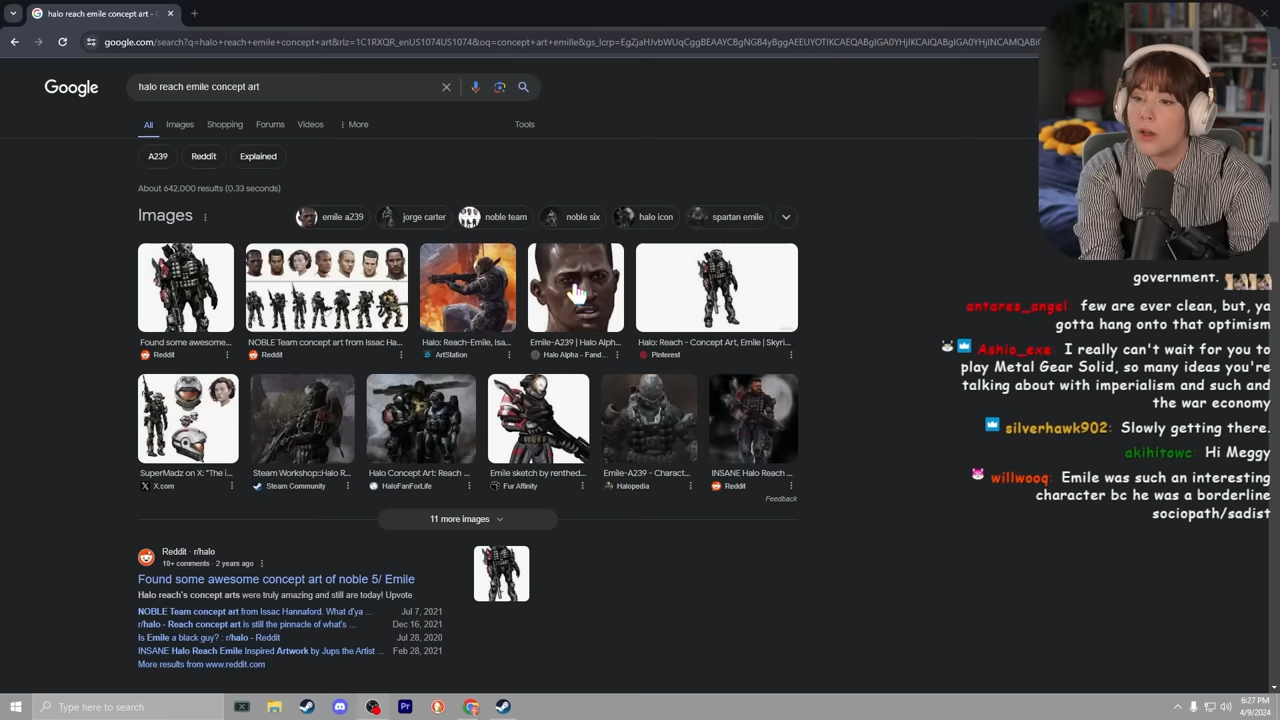 halo reach emile concept art - G
google.com/search?q=halo+reach+emile+concept+art&rlz=1C1RXQR_enUS1074US1074&oq=concept+art+emille&gs_lcrp=
Google
halo reach emile concept art
All
Images
Shopping
Forums
Videos
More
Tools
A239
Reddit
Explained
About 642,000 results (0.33 seconds)
Images
emile a239
jorge carter
noble team
noble six
halo icon
spartan emile
Found some awesome...
NOBLE Team concept art from Issac Ha...
Halo: Reach-Emile, Isa...
Emile-A239 | Halo Alph...
Halo: Reach - Concept Art, Emile | Skyri...
Reddit
Reddit
ArtStation
Halo Alpha - Fand...
Pinterest
SuperMadz on X: "The i...
Steam Workshop::Halo R...
Halo Concept Art: Reach ...
Emile sketch by renthed...
Emile-A239 - Charact...
INSANE Halo Reach ...
X.com
Steam Community
HaloFanForLife
Fur Affinity
Halopedia
Reddit
Feedback
11 more images
Reddit · r/halo
10+ comments · 2 years ago
Found some awesome concept art of noble 5/ Emile
Halo reach's concept arts were truly amazing and still are today! Upvote
NOBLE Team concept art from Issac Hannaford. What d'ya ... Jul 7, 2021
r/halo - Reach concept art is still the pinnacle of what's ... Dec 16, 2021
Is Emile a black guy? : r/halo - Reddit Jul 28, 2020
INSANE Halo Reach Emile Inspired Artwork by Jups the Artist ... Feb 28, 2021
More results from www.reddit.com
government.
antares_angel: few are ever clean, but, ya
gotta hang onto that optimism
Ashio_exe: I really can't wait for you to
play Metal Gear Solid, so many ideas you're
talking about with imperialism and such and
the war economy
silverhawk902: Slowly getting there.
akihitowc: Hi Meggy
willwooq: Emile was such an interesting
character bc he was a borderline
sociopath/sadist
Type here to search
Pr
6:27 PM
4/9/2024